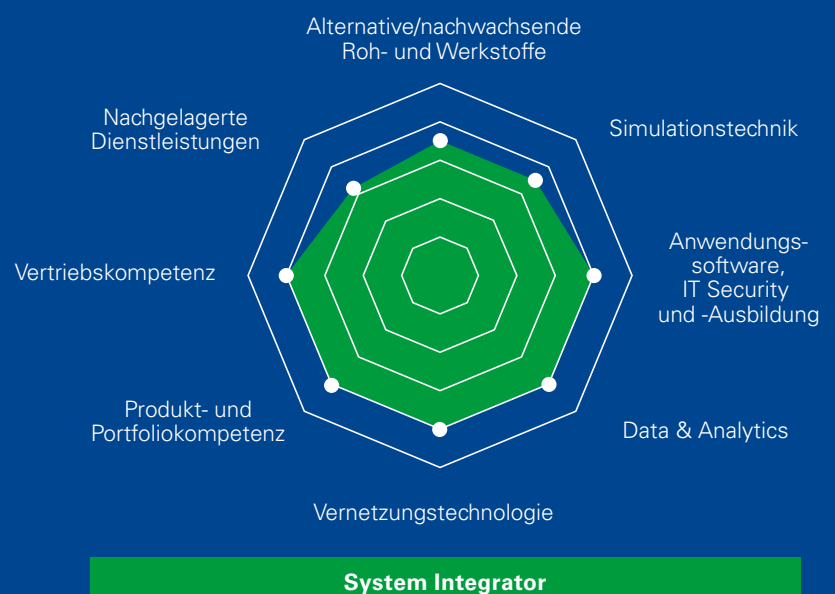 Alternative/nachwachsende
Roh- und Werkstoffe
Nachgelagerte
Dienstleistungen
Simulationstechnik
Vertriebskompetenz
Anwendungs-
software,
IT Security
und -Ausbildung
Produkt- und
Portfoliokompetenz
Data & Analytics
Vernetzungstechnologie
System Integrator